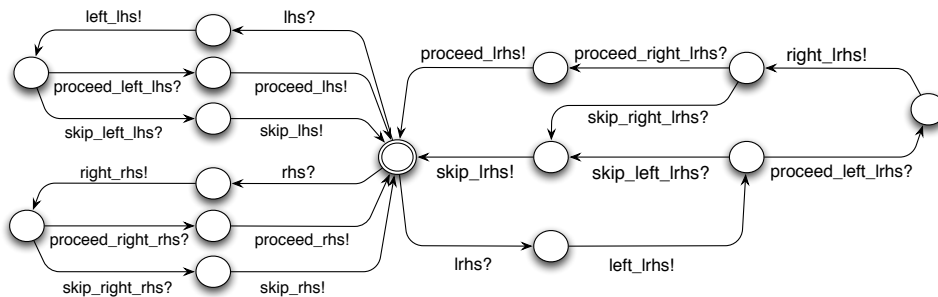 left_lhs!
lhs?
proceed_left_lhs?
proceed_lhs!
skip_left_lhs?
skip_lhs!
right_rhs!
rhs?
proceed_right_rhs?
proceed_rhs!
skip_right_rhs?
skip_rhs!
proceed_lrhs!
proceed_right_lrhs?
right_lrhs!
skip_right_lrhs?
skip_lrhs!
skip_left_lrhs?
proceed_left_lrhs?
lrhs?
left_lrhs!